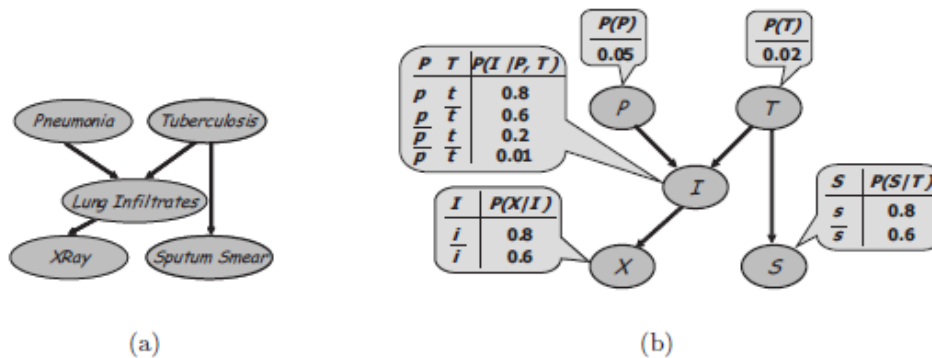 Pneumonia
Tuberculosis
Lung Infiltrates
XRay
Sputum Smear
(a)
P(P)
0.05
P(T)
0.02
P T P(I |P, T)
p t 0.8
p t̅ 0.6
p̅ t 0.2
p̅ t̅ 0.01
P
T
I
I P(X|I)
i 0.8
i̅ 0.6
S P(S|T)
s 0.8
s̅ 0.6
X
S
(b)